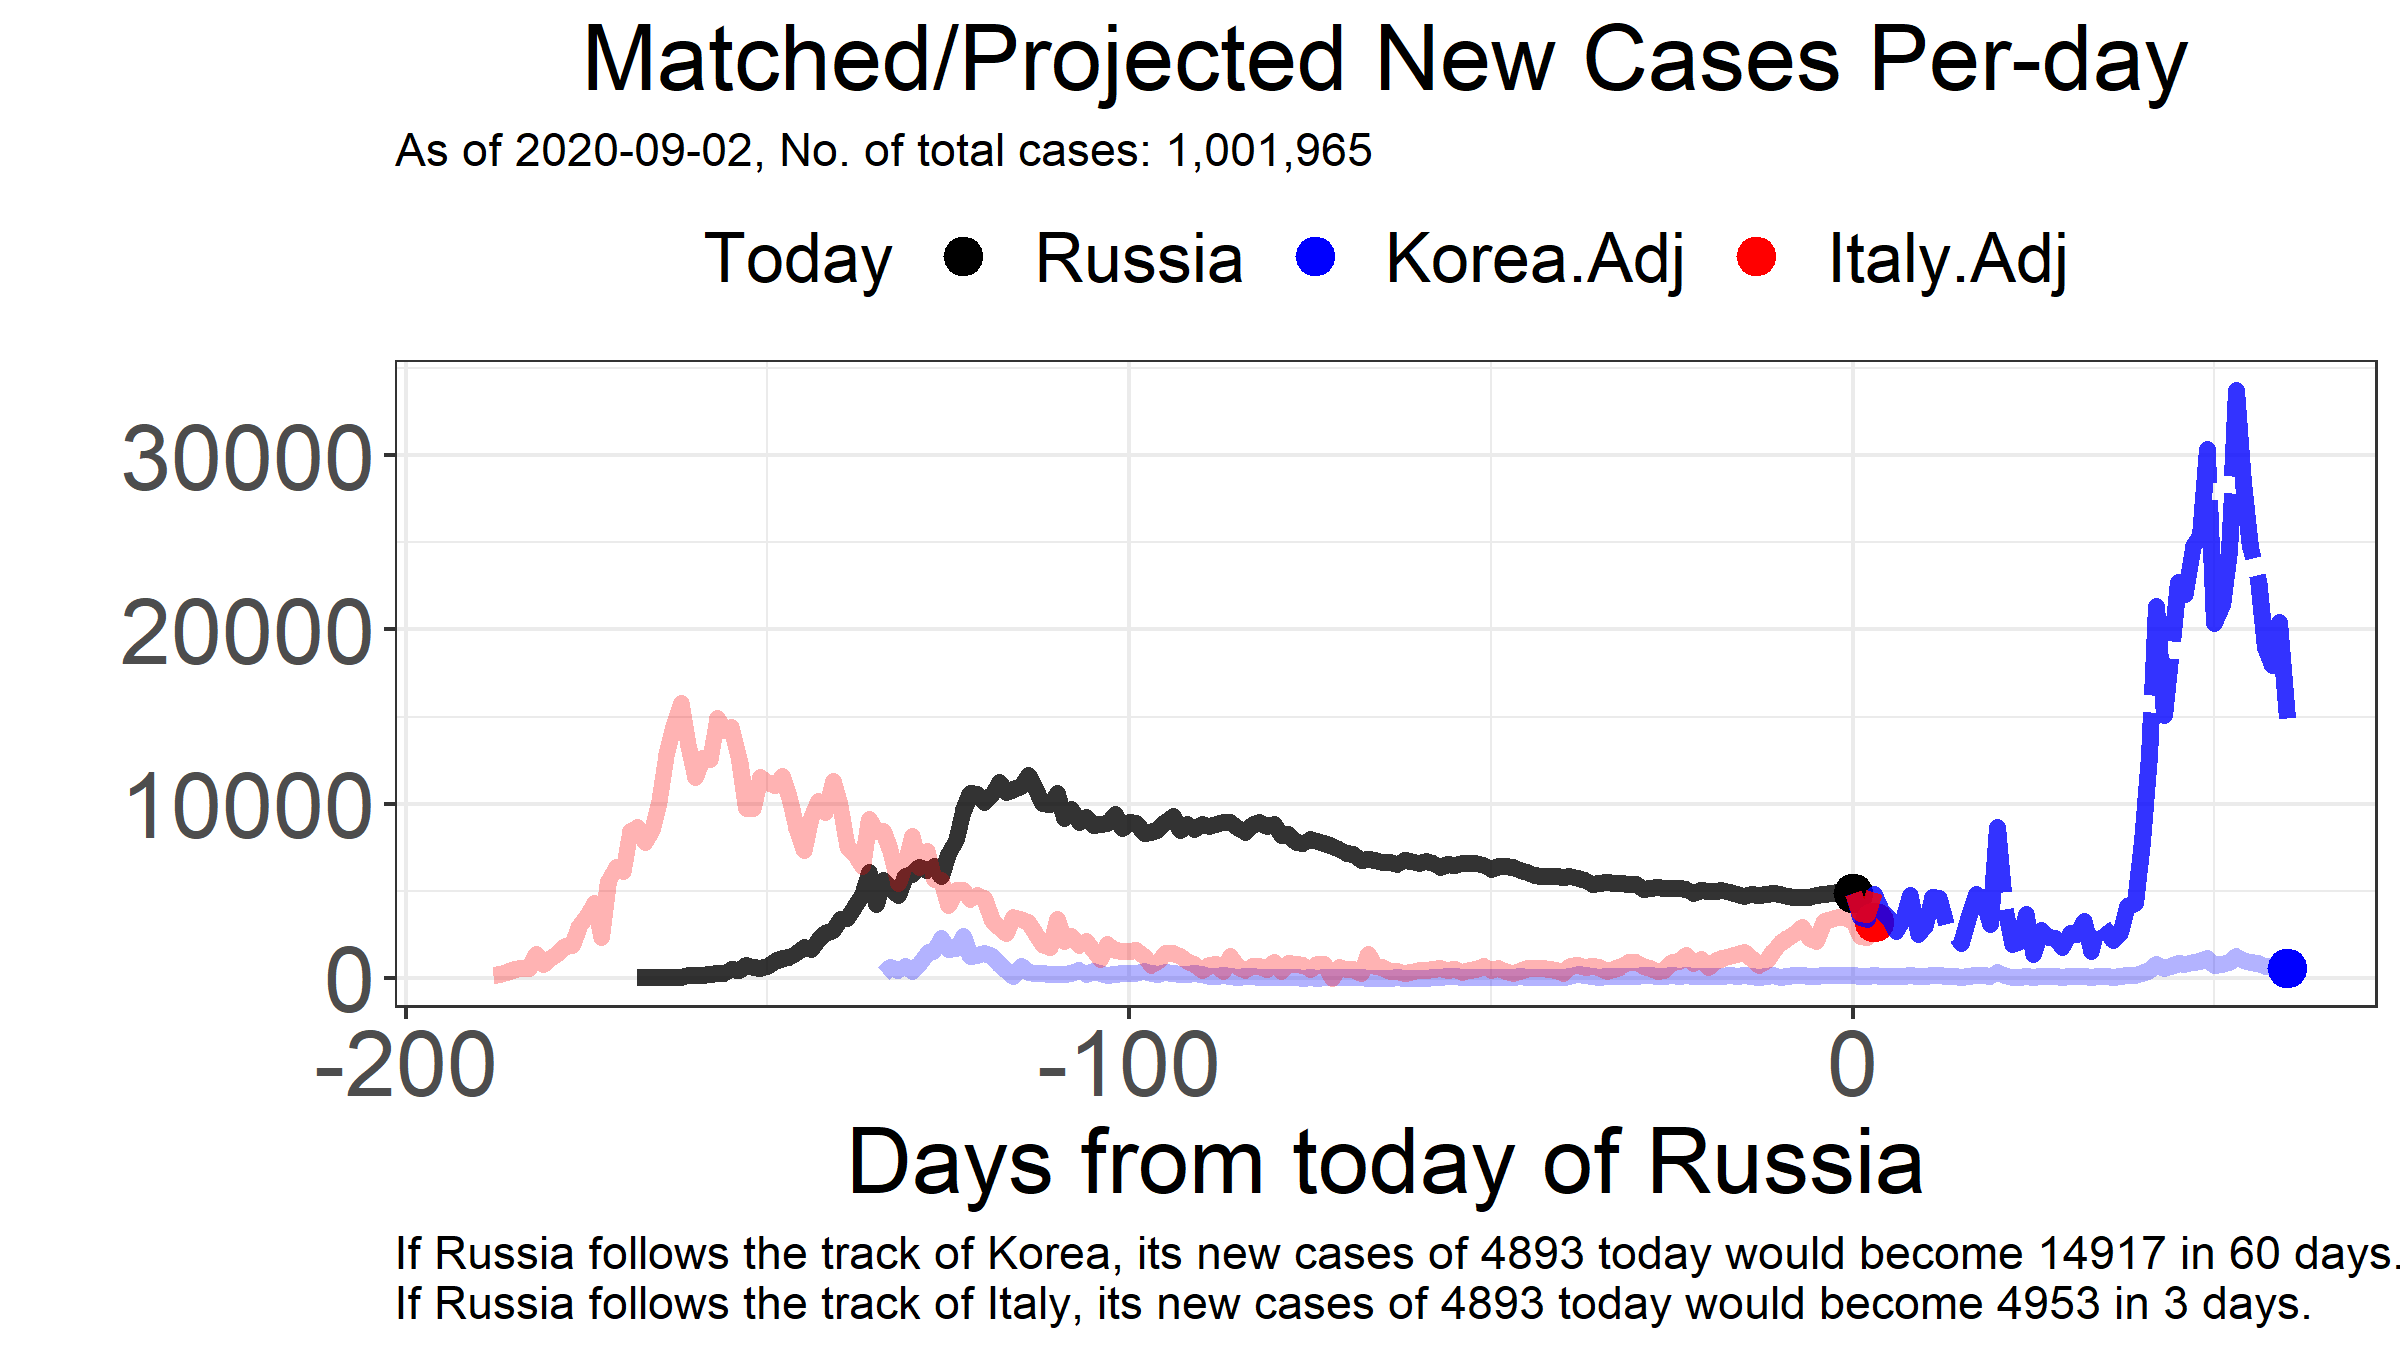 Matched/Projected New Cases Per-day
As of 2020-09-02, No. of total cases: 1,001,965
Today Russia Korea.Adj Italy.Adj
30000
20000
10000
0
-200 -100 0
Days from today of Russia
If Russia follows the track of Korea, its new cases of 4893 today would become 14917 in 60 days.
If Russia follows the track of Italy, its new cases of 4893 today would become 4953 in 3 days.